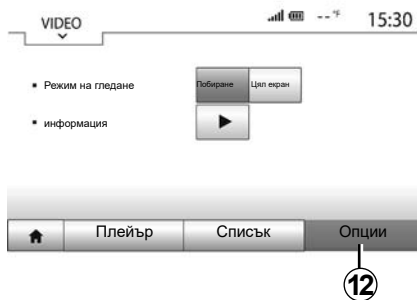 VIDEO
--°F 15:30
▪ Режим на гледане
Побиране Цял екран
▪ информация
Плейър Списък Опции
12